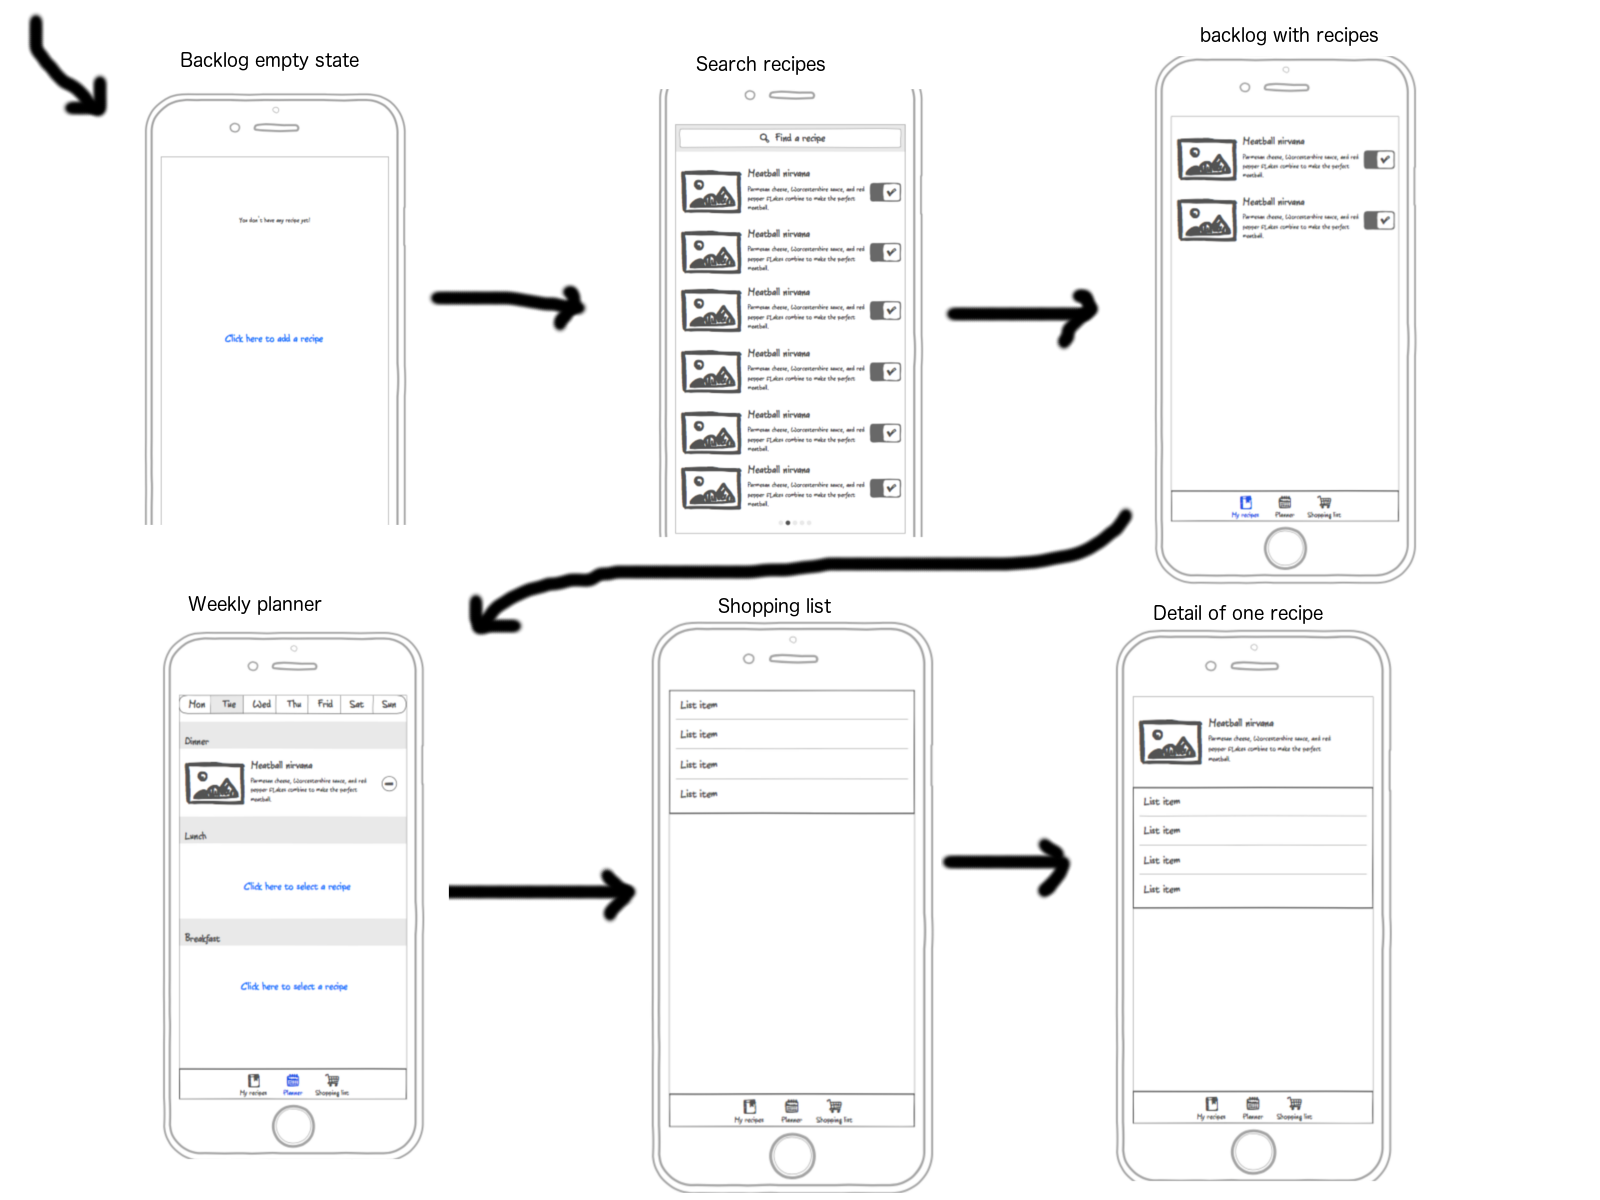 Backlog empty state
You don't have any recipe yet!
Click here to add a recipe
Search recipes
Find a recipe
Meatball nirvana
Parmesan cheese, Worcestershire sauce, and red
pepper flakes combine to make the perfect
meatball.
Meatball nirvana
Parmesan cheese, Worcestershire sauce, and red
pepper flakes combine to make the perfect
meatball.
Meatball nirvana
Parmesan cheese, Worcestershire sauce, and red
pepper flakes combine to make the perfect
meatball.
Meatball nirvana
Parmesan cheese, Worcestershire sauce, and red
pepper flakes combine to make the perfect
meatball.
Meatball nirvana
Parmesan cheese, Worcestershire sauce, and red
pepper flakes combine to make the perfect
meatball.
Meatball nirvana
Parmesan cheese, Worcestershire sauce, and red
pepper flakes combine to make the perfect
meatball.
backlog with recipes
Meatball nirvana
Parmesan cheese, Worcestershire sauce, and red
pepper flakes combine to make the perfect
meatball.
Meatball nirvana
Parmesan cheese, Worcestershire sauce, and red
pepper flakes combine to make the perfect
meatball.
My recipes Planner Shopping list
Weekly planner
Mon Tue Wed Thu Frid Sat Sun
Dinner
Meatball nirvana
Parmesan cheese, Worcestershire sauce, and red
pepper flakes combine to make the perfect
meatball.
Lunch
Click here to select a recipe
Breakfast
Click here to select a recipe
My recipes Planner Shopping list
Shopping list
List item
List item
List item
List item
My recipes Planner Shopping list
Detail of one recipe
Meatball nirvana
Parmesan cheese, Worcestershire sauce, and red
pepper flakes combine to make the perfect
meatball.
List item
List item
List item
List item
My recipes Planner Shopping list